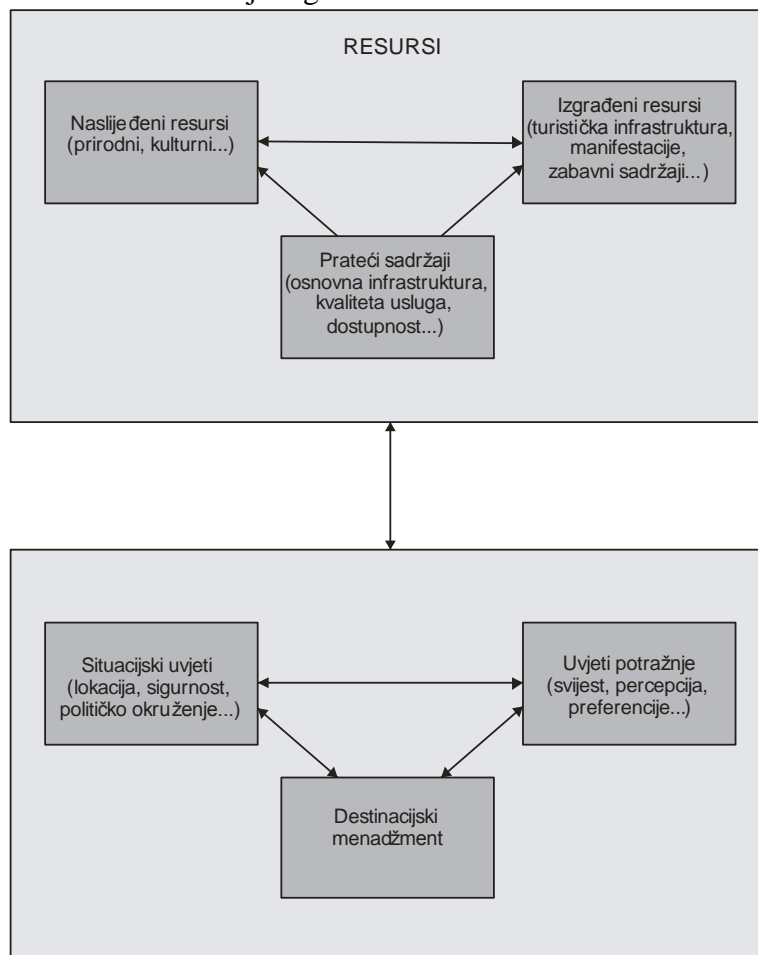 RESURSI
Naslijeđeni resursi
(prirodni, kulturni...)
Izgrađeni resursi
(turistička infrastruktura,
manifestacije,
zabavni sadržaji...)
Prateći sadržaji
(osnovna infrastruktura,
kvaliteta usluga,
dostupnost...)
Situacijski uvjeti
(lokacija, sigurnost,
političko okruženje...)
Uvjeti potražnje
(svijest, percepcija,
preferencije...)
Destinacijski
menadžment